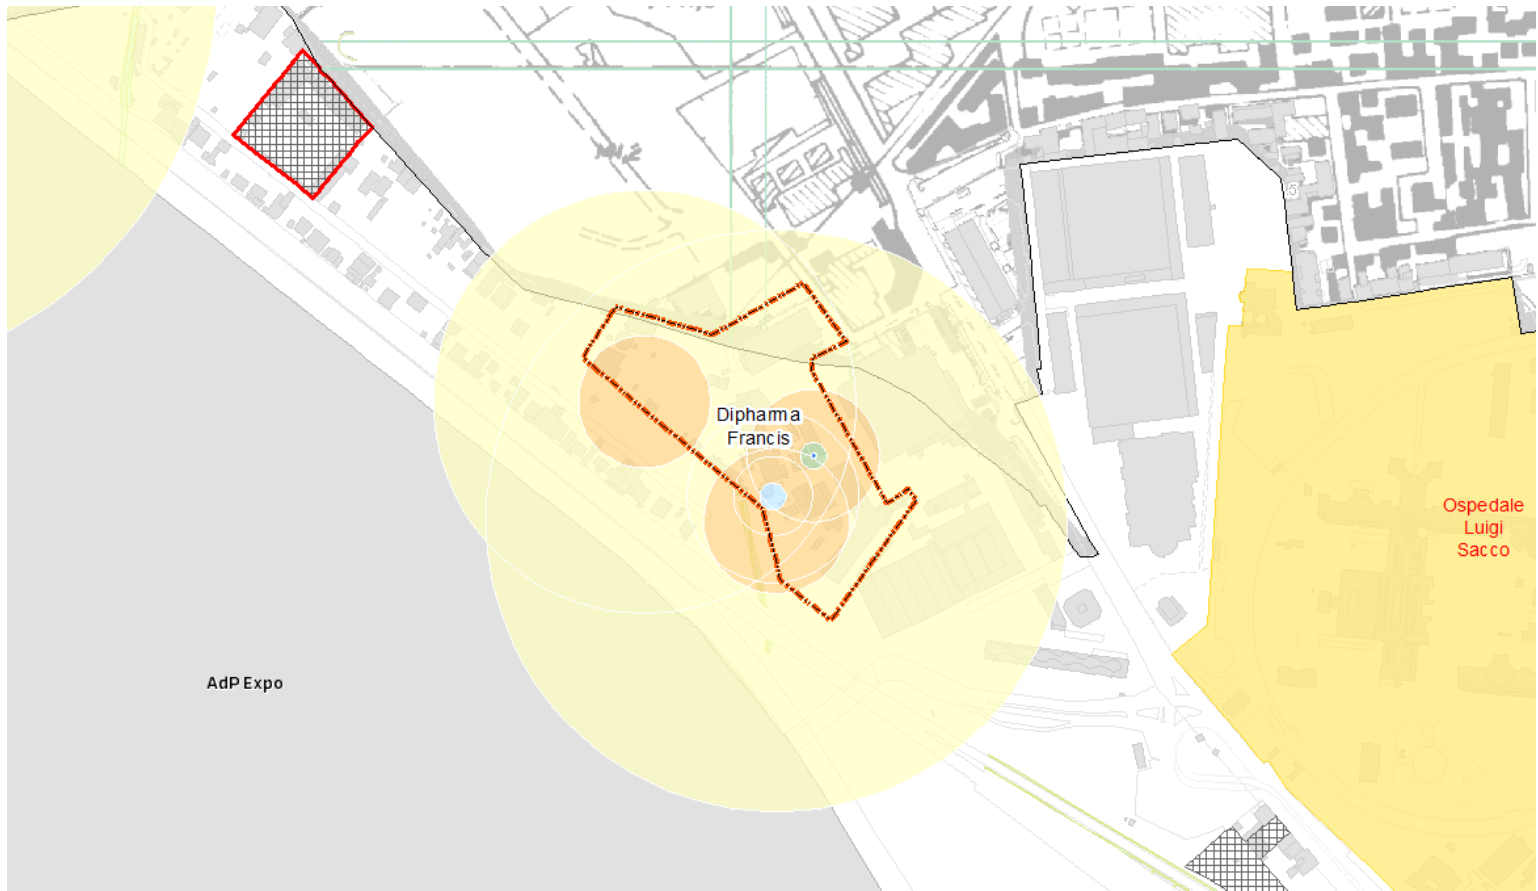 Dipharma
Francis
Ospedale
Luigi
Sacco
AdP Expo